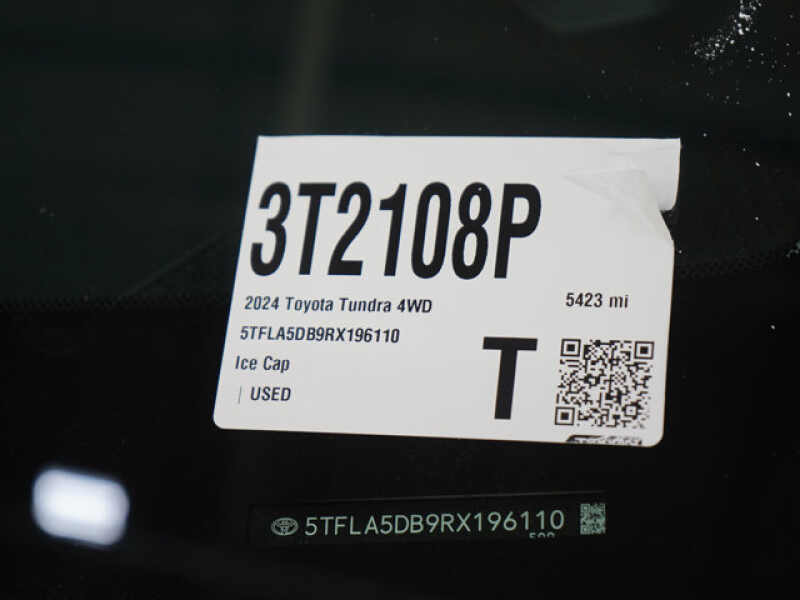 3T2108P
2024 Toyota Tundra 4WD
5423 mi
5TFLA5DB9RX196110
Ice Cap
| USED
T
5TFLA5DB9RX196110